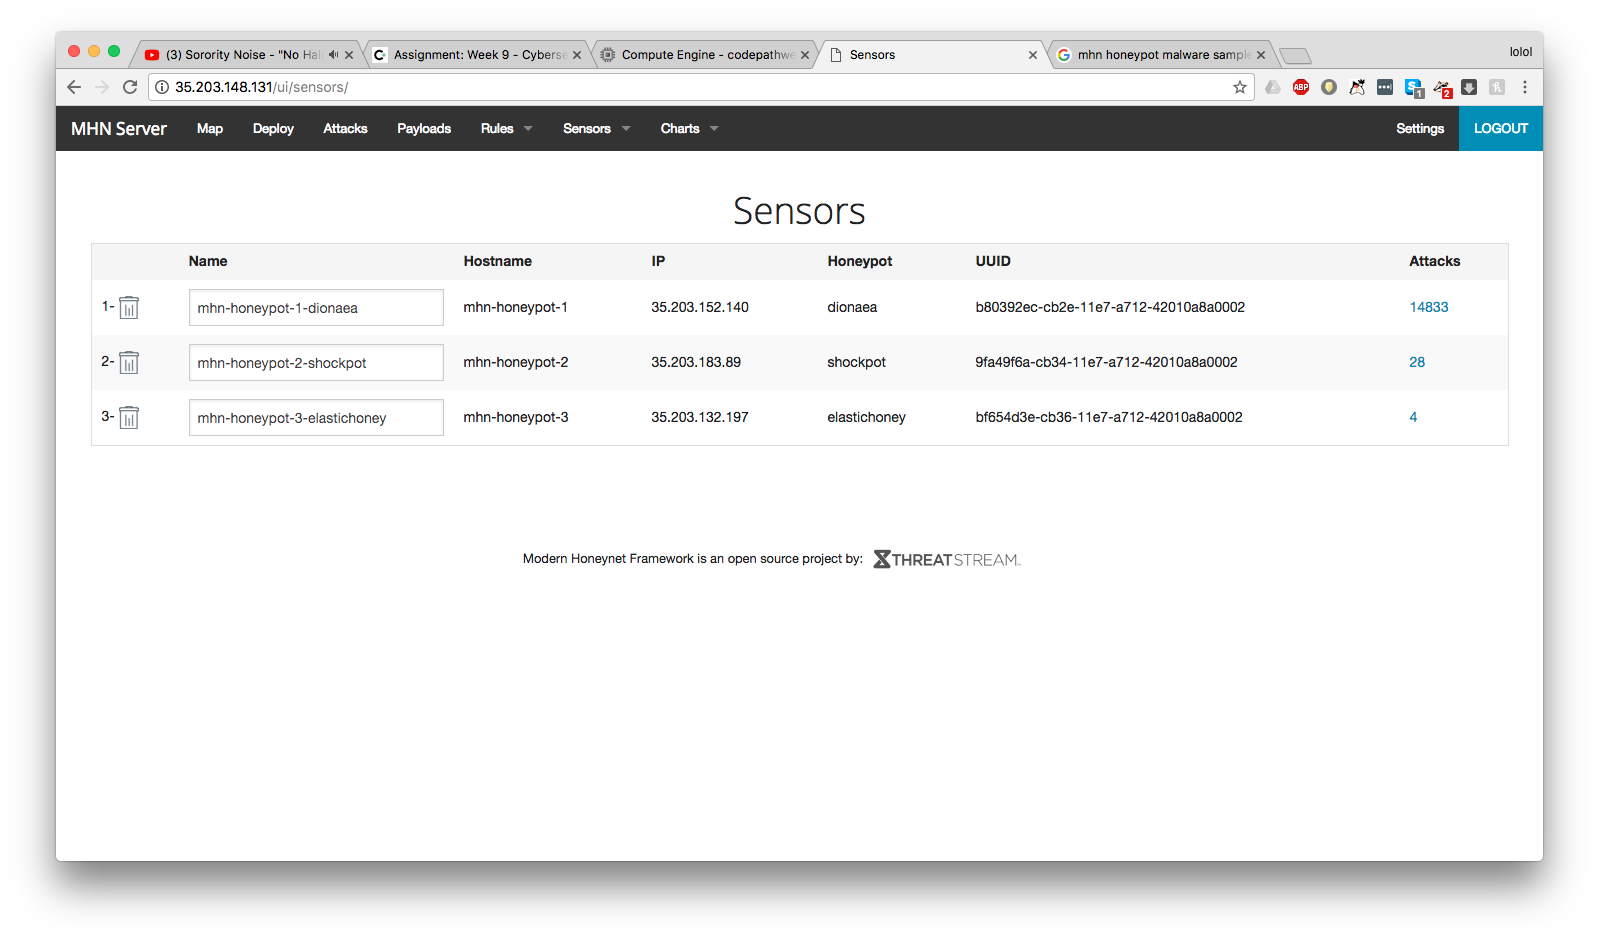 lolol
(3) Sorority Noise - "No Hal
Assignment: Week 9 - Cyberse
Compute Engine - codepathwe
Sensors
mhn honeypot malware sample
35.203.148.131/ui/sensors/
ABP
1
2
MHN Server Map Deploy Attacks Payloads Rules Sensors Charts Settings LOGOUT
Sensors
Name Hostname IP Honeypot UUID Attacks
1- mhn-honeypot-1-dionaea mhn-honeypot-1 35.203.152.140 dionaea b80392ec-cb2e-11e7-a712-42010a8a0002 14833
2- mhn-honeypot-2-shockpot mhn-honeypot-2 35.203.183.89 shockpot 9fa49f6a-cb34-11e7-a712-42010a8a0002 28
3- mhn-honeypot-3-elastichoney mhn-honeypot-3 35.203.132.197 elastichoney bf654d3e-cb36-11e7-a712-42010a8a0002 4
Modern Honeynet Framework is an open source project by: THREATSTREAM